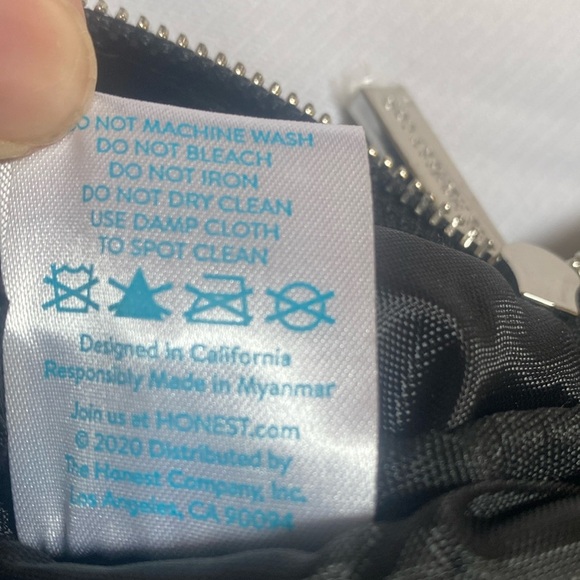 DO NOT MACHINE WASH
DO NOT BLEACH
DO NOT IRON
DO NOT DRY CLEAN
USE DAMP CLOTH
TO SPOT CLEAN
Designed in California
Responsibly Made in Myanmar
Join us at HONEST.com
© 2020 Distributed by
The Honest Company, Inc.
Los Angeles, CA 90094